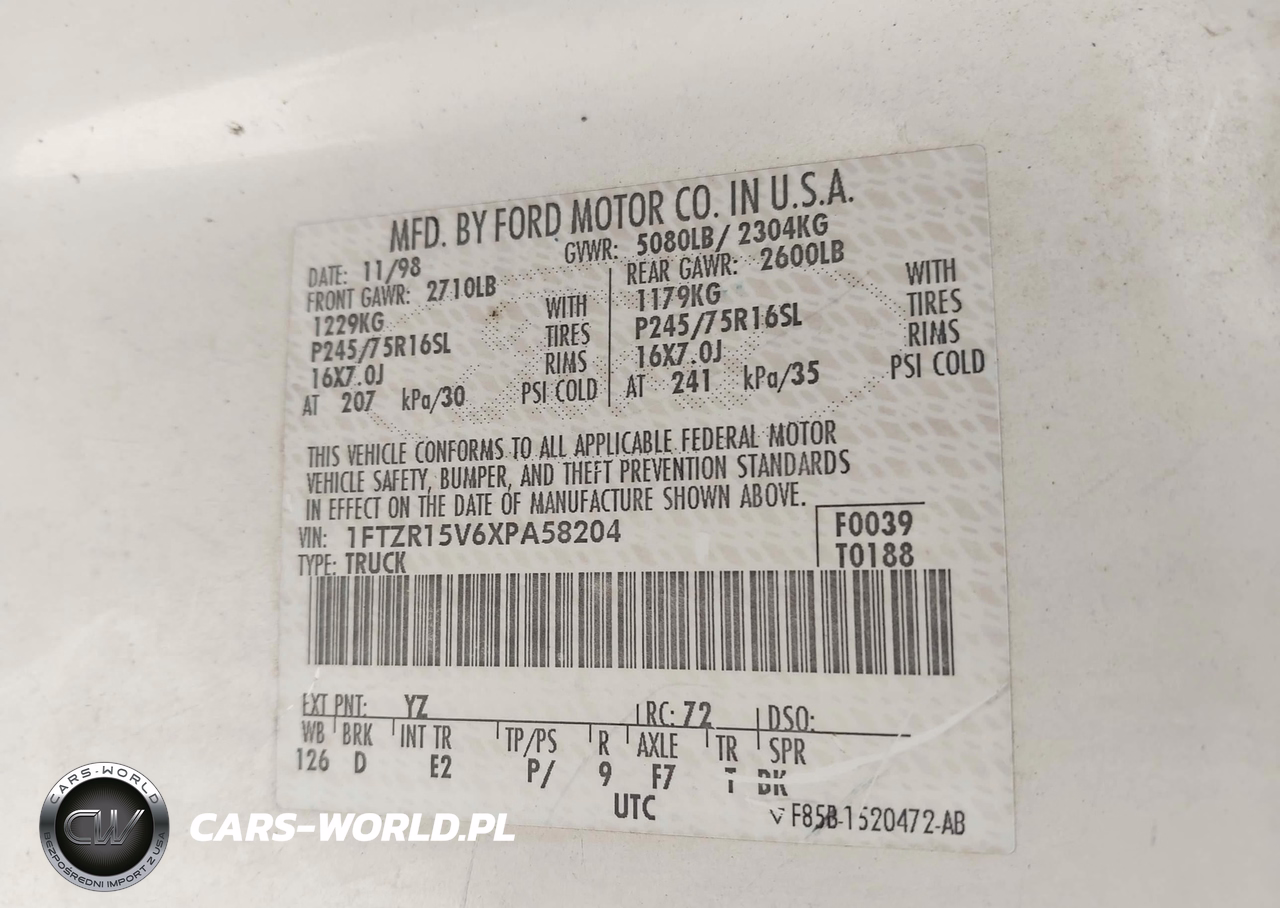 MFD. BY FORD MOTOR CO. IN U.S.A.
DATE: 11/98 GVWR: 5080LB/ 2304KG
FRONT GAWR: 2710LB REAR GAWR: 2600LB
1229KG WITH 1179KG WITH
P245/75R16SL TIRES P245/75R16SL TIRES
16X7.0J RIMS 16X7.0J RIMS
AT 207 kPa/30 PSI COLD AT 241 kPa/35 PSI COLD
THIS VEHICLE CONFORMS TO ALL APPLICABLE FEDERAL MOTOR
VEHICLE SAFETY, BUMPER, AND THEFT PREVENTION STANDARDS
IN EFFECT ON THE DATE OF MANUFACTURE SHOWN ABOVE.
VIN: 1FTZR15V6XPA58204 F0039
TYPE: TRUCK T0188
EXT PNT: YZ RC: 72 DSO:
WB BRK INT TR TP/PS R AXLE TR SPR
126 D E2 P/ 9 F7 T BK
UTC
F85B-1520472-AB
CARS-WORLD
CW
BEZPOŚREDNI IMPORT Z USA
CARS-WORLD.PL